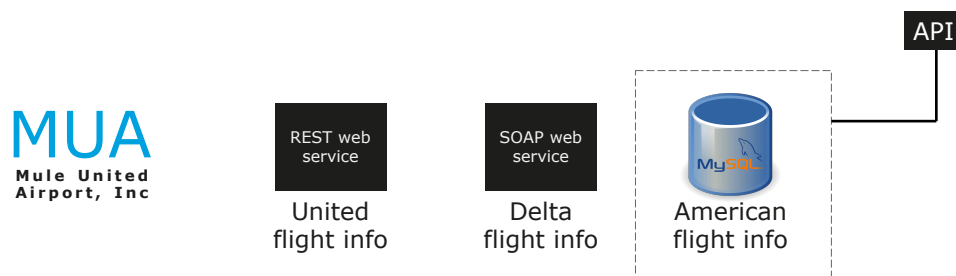 API
MUA
Mule United
Airport, Inc
REST web
service
United
flight info
SOAP web
service
Delta
flight info
MySQL
American
flight info